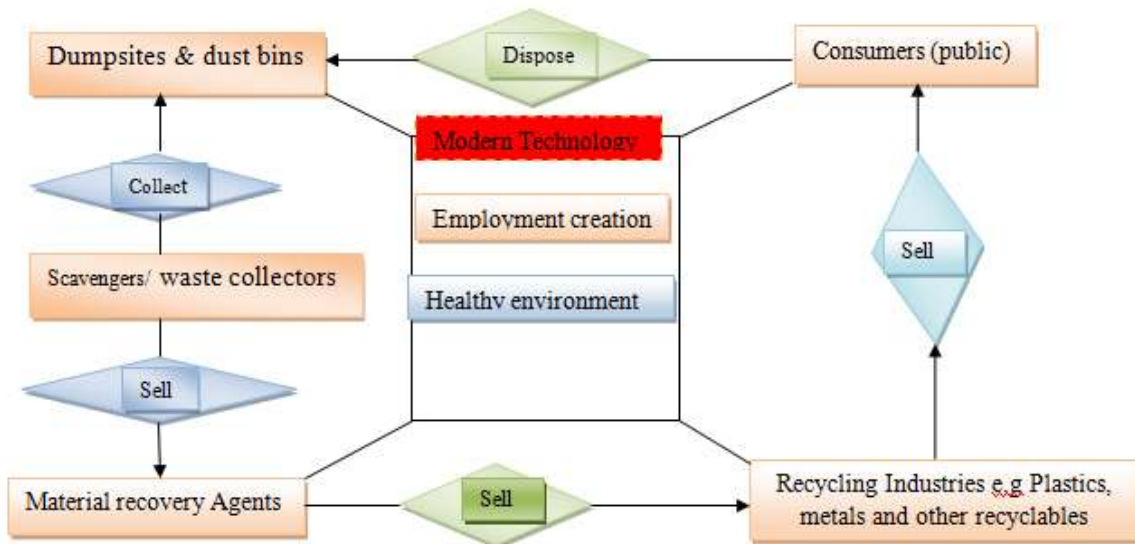 Dumpsites & dust bins
Dispose
Consumers (public)
Modern Technology
Collect
Employment creation
Sell
Scavengers/ waste collectors
Healthy environment
Sell
Material recovery Agents
Sell
Recycling Industries e.g Plastics,
metals and other recyclables